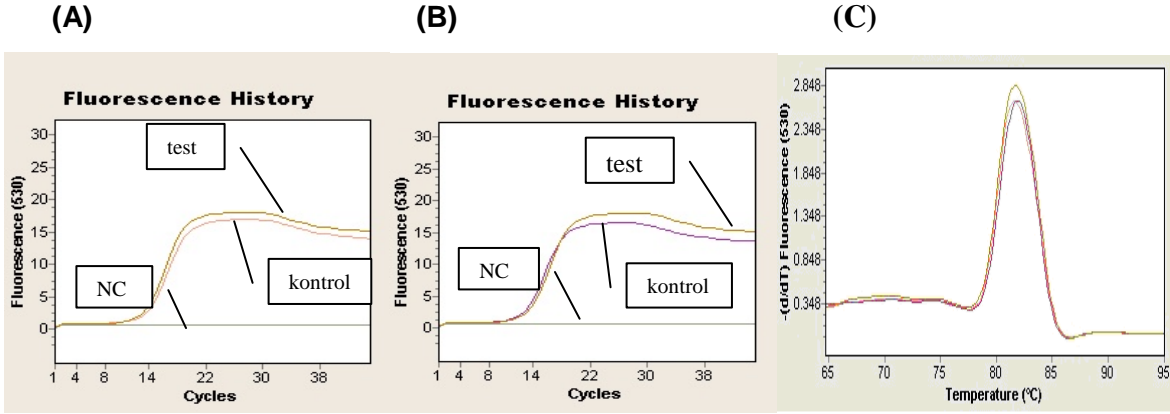 (A)
Fluorescence History
Fluorescence (530)
30
25
20
15
10
5
0
test
NC
kontrol
1 4 8 14 22 30 38
Cycles
(B)
Fluorescence History
Fluorescence (530)
30
25
20
15
10
5
0
test
NC
kontrol
1 4 8 14 22 30 38
Cycles
(C)
-(d/dT) Fluorescence (530)
2.848
2.348
1.848
1.348
0.848
0.348
65 70 75 80 85 90 95
Temperature (ºC)